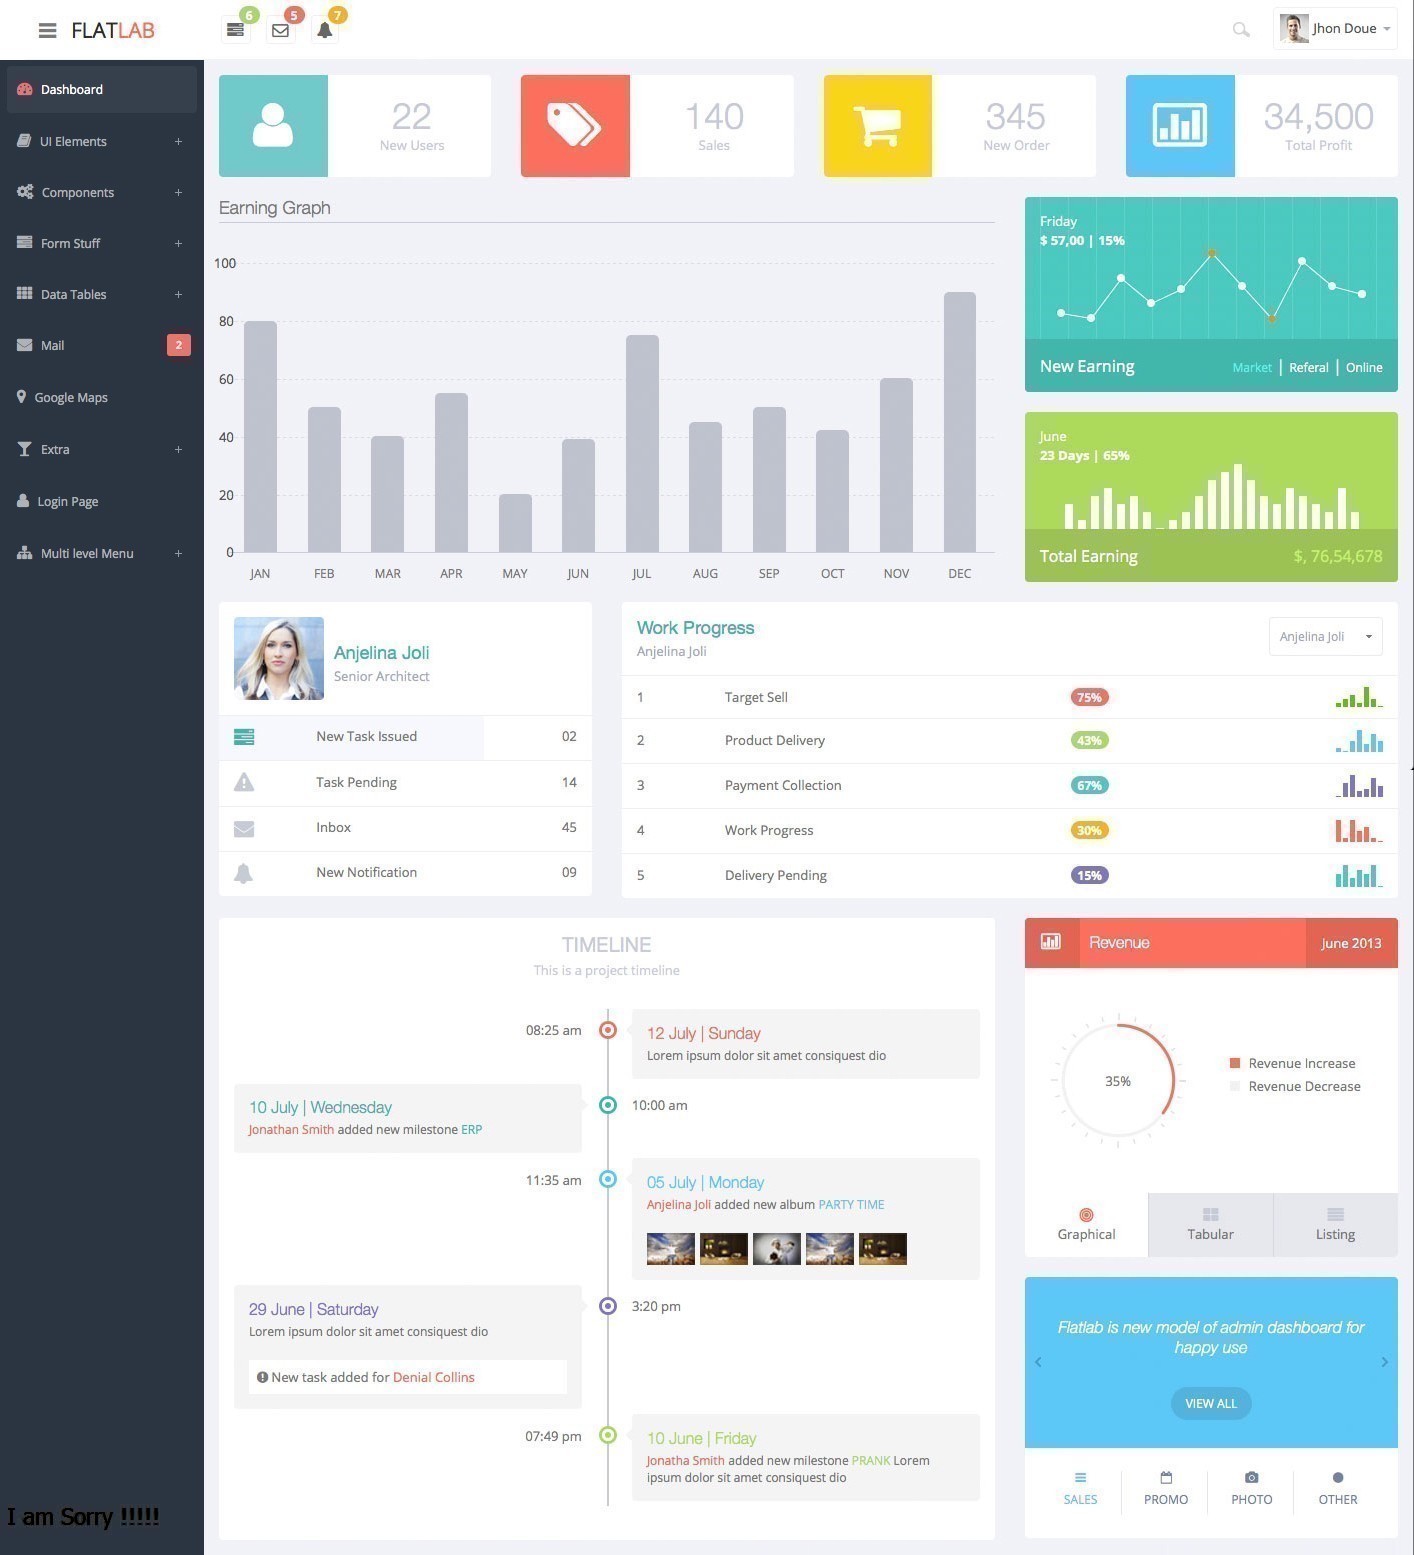 FLATLAB
6
5
7
Jhon Doue
Dashboard
UI Elements +
Components +
Form Stuff +
Data Tables +
Mail 2
Google Maps
Extra +
Login Page
Multi level Menu +
22
New Users
140
Sales
345
New Order
34,500
Total Profit
Earning Graph
100
80
60
40
20
0
JAN FEB MAR APR MAY JUN JUL AUG SEP OCT NOV DEC
Friday
$ 57,00 | 15%
New Earning
Market | Referal | Online
June
23 Days | 65%
Total Earning
$, 76,54,678
Anjelina Joli
Senior Architect
New Task Issued 02
Task Pending 14
Inbox 45
New Notification 09
Work Progress
Anjelina Joli
Anjelina Joli
1 Target Sell 75%
2 Product Delivery 43%
3 Payment Collection 67%
4 Work Progress 30%
5 Delivery Pending 15%
TIMELINE
This is a project timeline
08:25 am
12 July | Sunday
Lorem ipsum dolor sit amet consiquest dio
10 July | Wednesday
Jonathan Smith added new milestone ERP
10:00 am
11:35 am
05 July | Monday
Anjelina Joli added new album PARTY TIME
29 June | Saturday
Lorem ipsum dolor sit amet consiquest dio
New task added for Denial Collins
3:20 pm
07:49 pm
10 June | Friday
Jonatha Smith added new milestone PRANK Lorem
ipsum dolor sit amet consiquest dio
Revenue
June 2013
35%
Revenue Increase
Revenue Decrease
Graphical
Tabular
Listing
Flatlab is new model of admin dashboard for
happy use
VIEW ALL
SALES
PROMO
PHOTO
OTHER
I am Sorry !!!!!